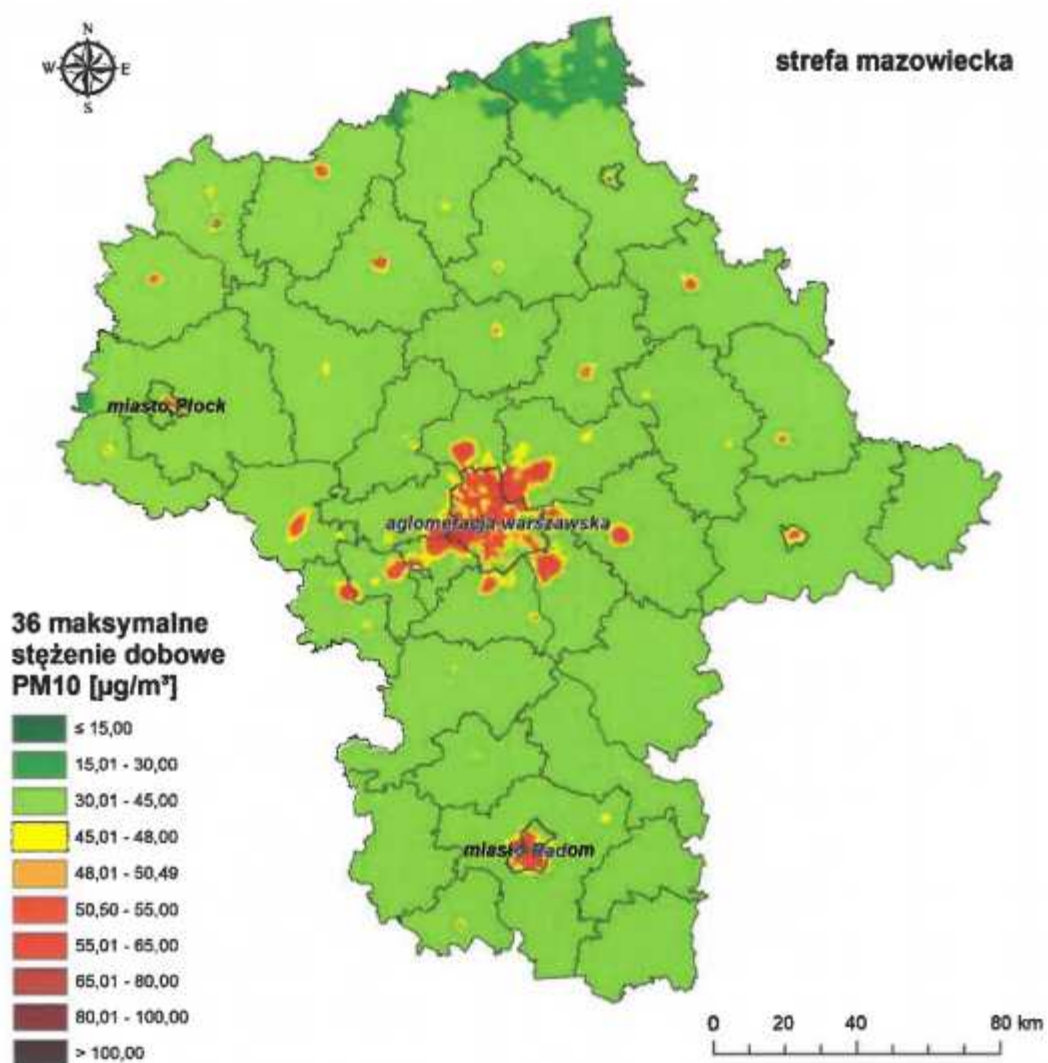 N
W E
S
strefa mazowiecka
miasto Płock
aglomeracja warszawska
miasto Radom
36 maksymalne
stężenie dobowe
PM10 [µg/m³]
≤ 15,00
15,01 - 30,00
30,01 - 45,00
45,01 - 48,00
48,01 - 50,49
50,50 - 55,00
55,01 - 65,00
65,01 - 80,00
80,01 - 100,00
> 100,00
0 20 40 80 km